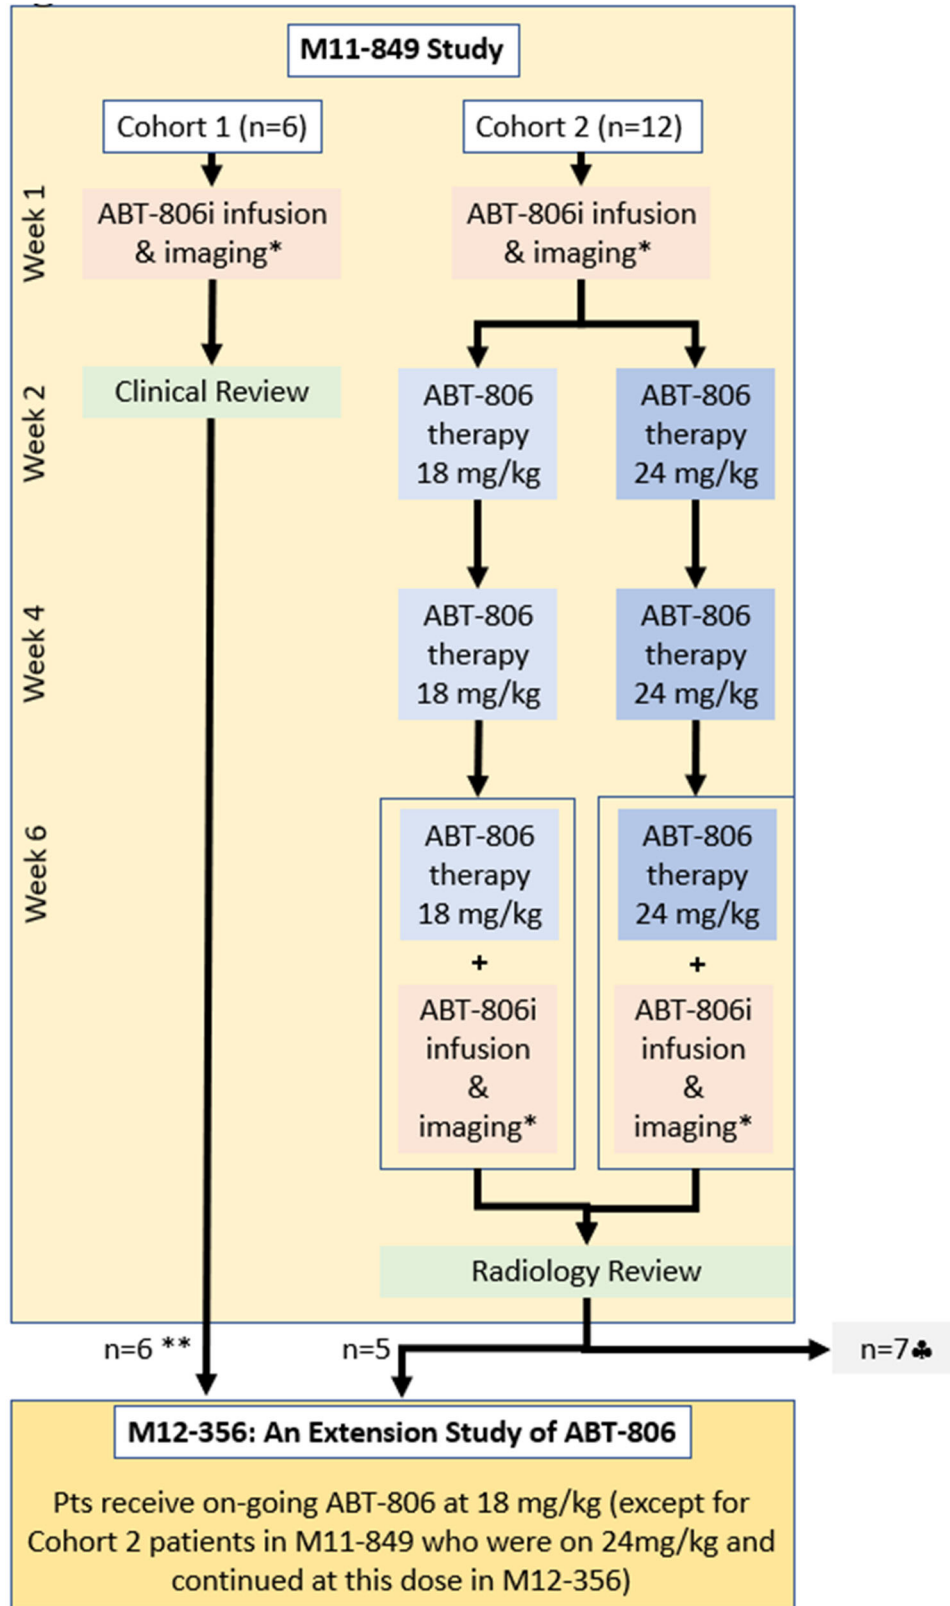 M11-849 Study
Cohort 1 (n=6)
Cohort 2 (n=12)
Week 1
ABT-806i infusion
& imaging*
ABT-806i infusion
& imaging*
Week 2
Clinical Review
ABT-806
therapy
18 mg/kg
ABT-806
therapy
24 mg/kg
Week 4
ABT-806
therapy
18 mg/kg
ABT-806
therapy
24 mg/kg
Week 6
ABT-806
therapy
18 mg/kg
+
ABT-806i
infusion
&
imaging*
ABT-806
therapy
24 mg/kg
+
ABT-806i
infusion
&
imaging*
Radiology Review
n=6 **
n=5
n=7♣
M12-356: An Extension Study of ABT-806
Pts receive on-going ABT-806 at 18 mg/kg (except for
Cohort 2 patients in M11-849 who were on 24mg/kg and
continued at this dose in M12-356)